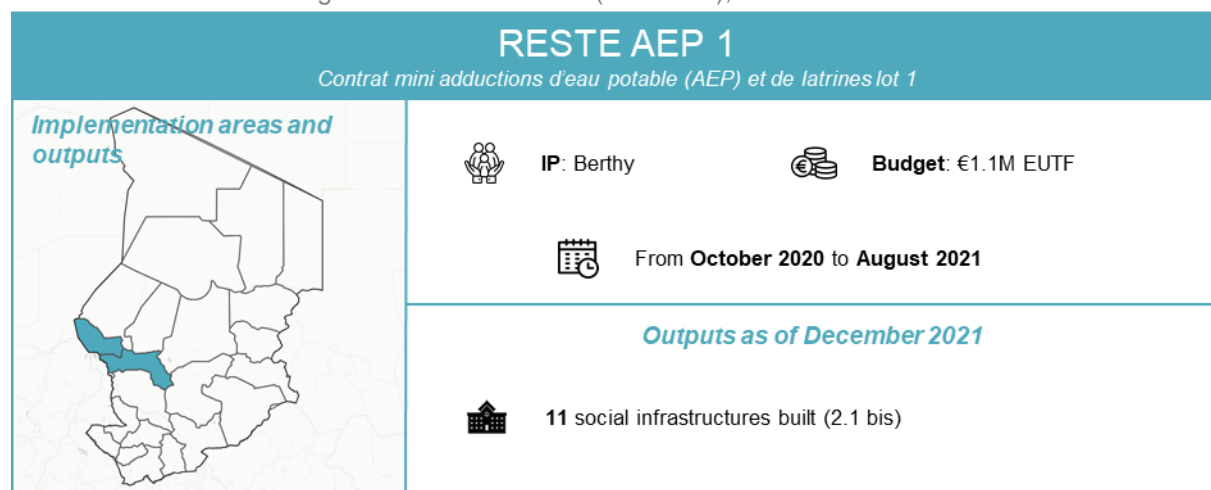 RESTE AEP 1
Contrat mini adductions d'eau potable (AEP) et de latrines lot 1
Implementation areas and
outputs
IP: Berthy
Budget: €1.1M EUTF
From October 2020 to August 2021
Outputs as of December 2021
11 social infrastructures built (2.1 bis)